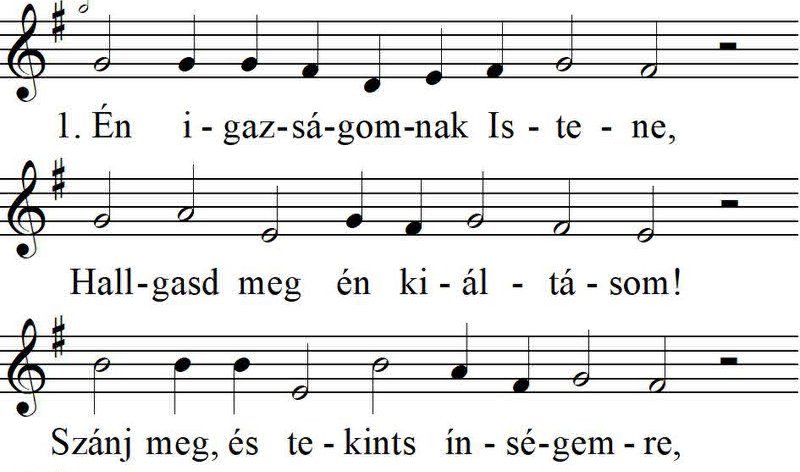 1. Én i - gaz-sá-gom-nak Is - te - ne,
Hall-gasd meg én ki - ál - tá - som!
Szánj meg, és te - kints ín - sé-gem - re,